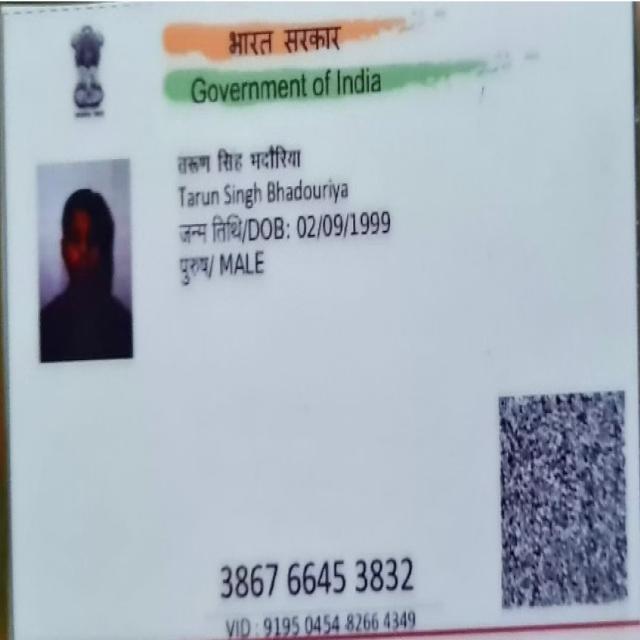 भारत सरकार
Government of India
तरूण सिंह भदौरिया
Tarun Singh Bhadouriya
जन्म तिथि/DOB: 02/09/1999
पुरुष/ MALE
3867 6645 3832
VID : 9195 0454 8266 4349